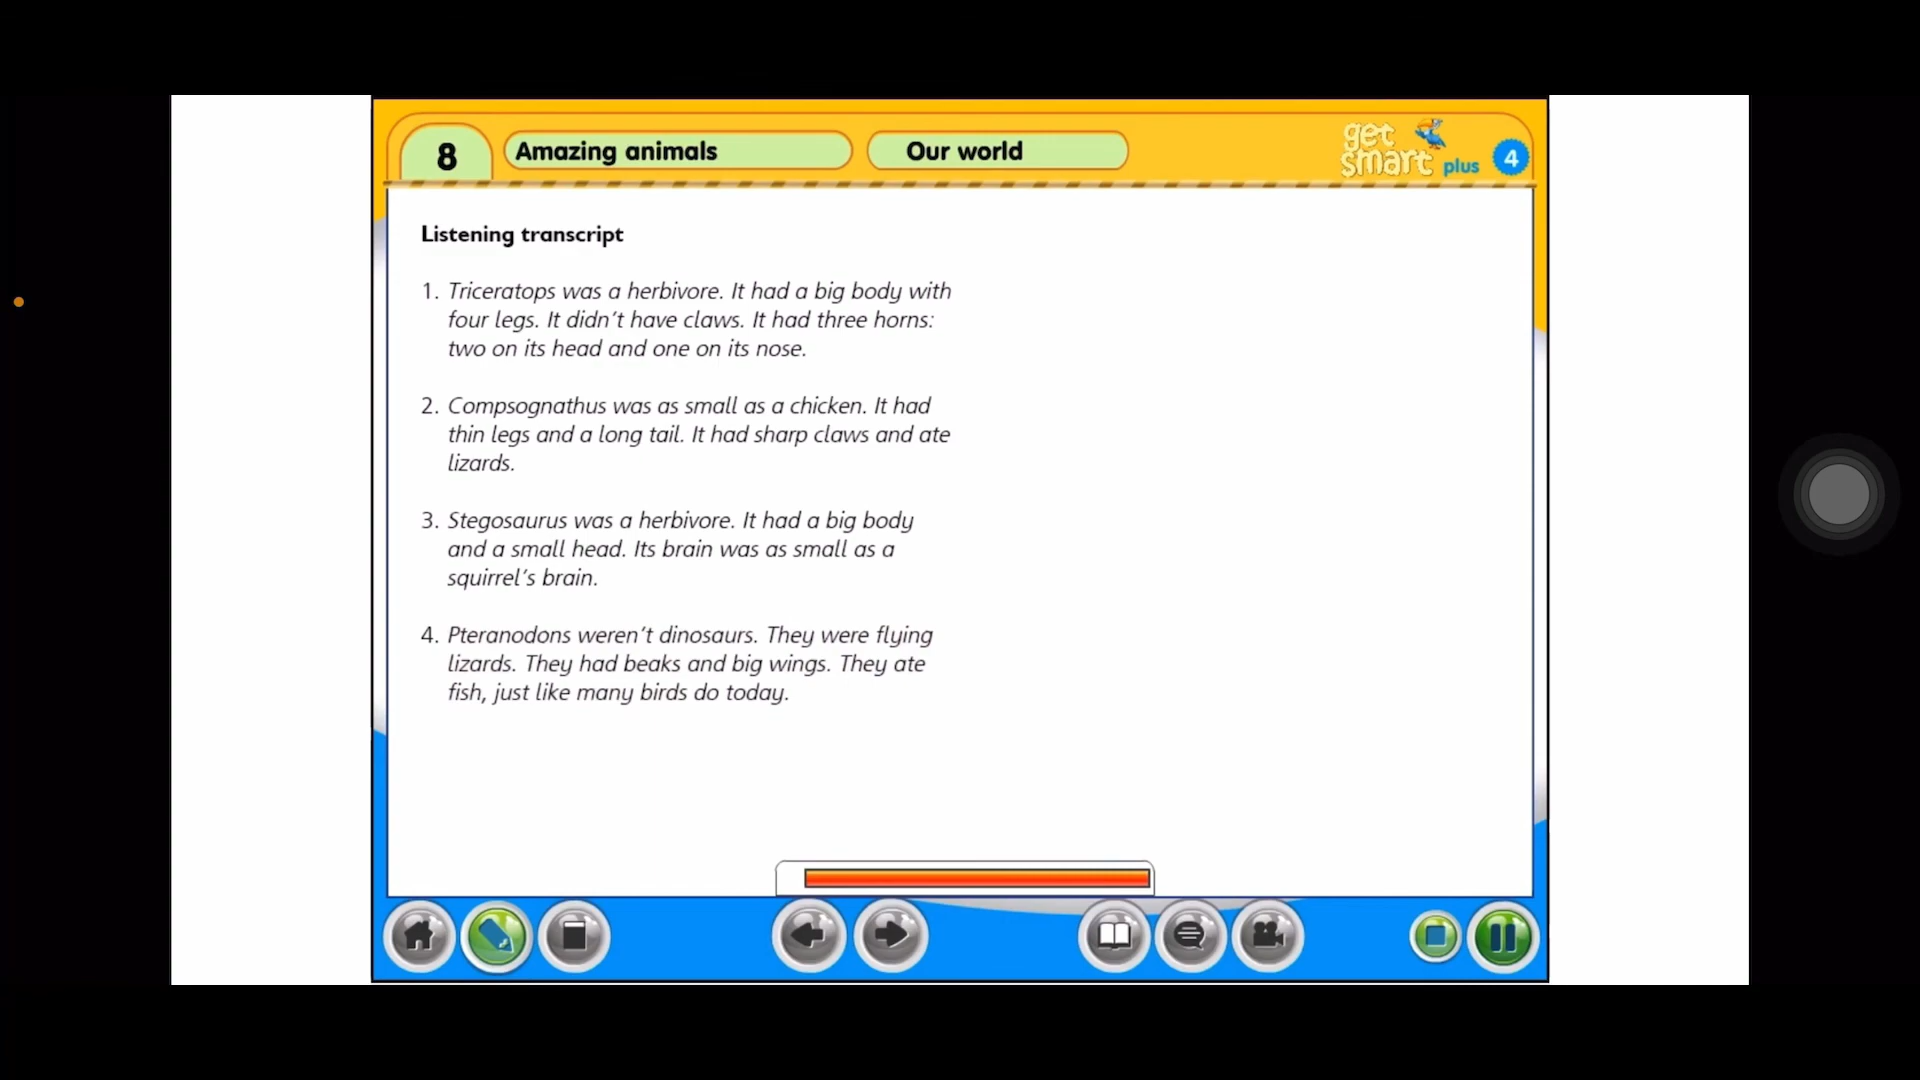 8
Amazing animals
Our world
get
smart plus 4
Listening transcript
1. Triceratops was a herbivore. It had a big body with
four legs. It didn't have claws. It had three horns:
two on its head and one on its nose.
2. Compsognathus was as small as a chicken. It had
thin legs and a long tail. It had sharp claws and ate
lizards.
3. Stegosaurus was a herbivore. It had a big body
and a small head. Its brain was as small as a
squirrel's brain.
4. Pteranodons weren't dinosaurs. They were flying
lizards. They had beaks and big wings. They ate
fish, just like many birds do today.